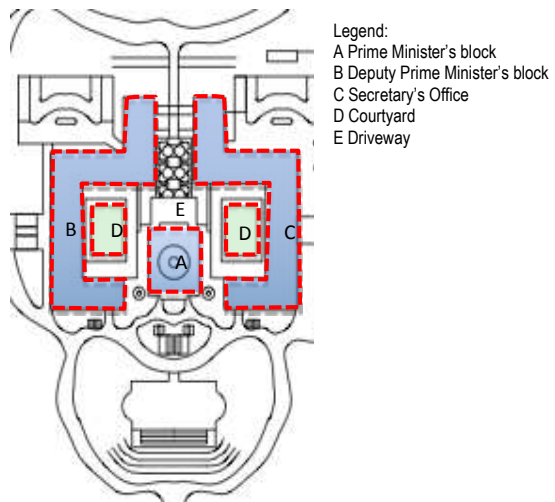 Legend:
A Prime Minister's block
B Deputy Prime Minister's block
C Secretary's Office
D Courtyard
E Driveway
E
B
D
D
C
A